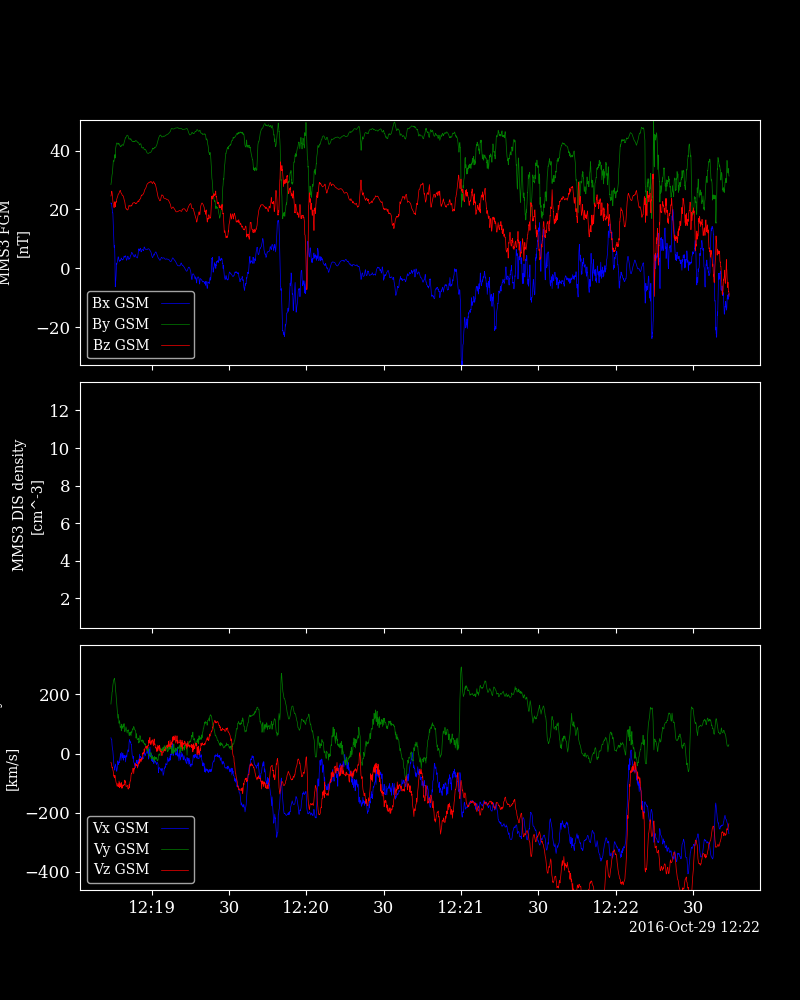 40
20
0
−20
MMS3 FGM
[nT]
Bx GSM
By GSM
Bz GSM
12
10
8
6
4
2
MMS3 DIS density
[cm^-3]
200
0
−200
−400
[km/s]
Vx GSM
Vy GSM
Vz GSM
12:19 30 12:20 30 12:21 30 12:22 30
2016-Oct-29 12:22